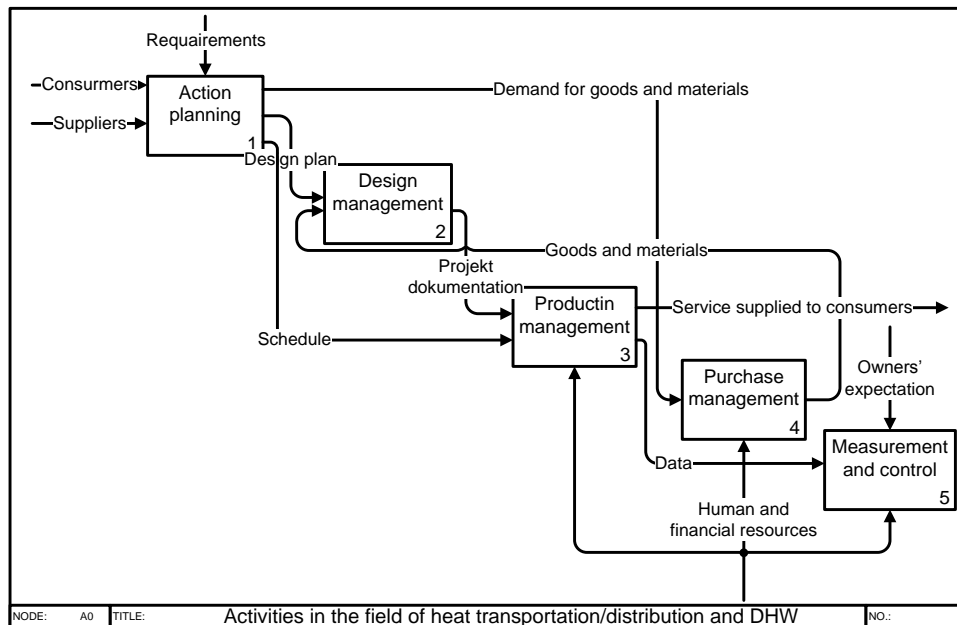 Requairements
Consurmers
Suppliers
Action
planning
1
Demand for goods and materials
Design plan
Design
management
2
Goods and materials
Projekt
dokumentation
Productin
management
3
Service supplied to consumers
Schedule
Owners'
expectation
Purchase
management
4
Data
Measurement
and control
5
Human and
financial resources
NODE: A0 TITLE: Activities in the field of heat transportation/distribution and DHW NO.: